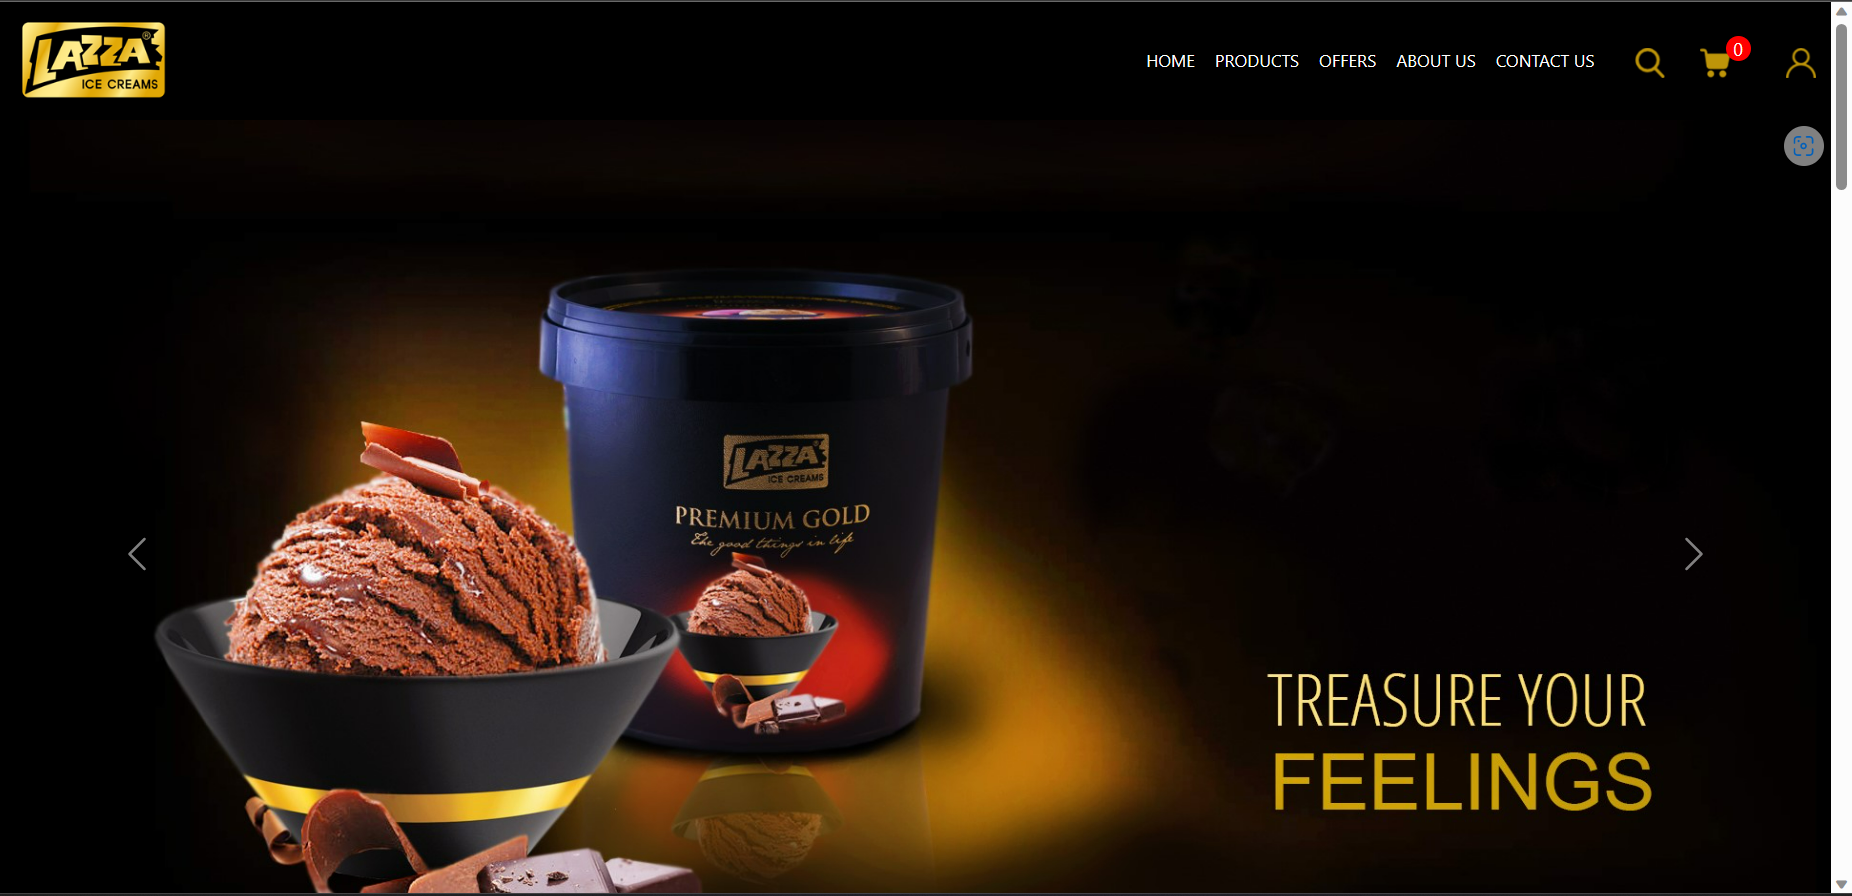 LAZZA®
ICE CREAMS
HOME
PRODUCTS
OFFERS
ABOUT US
CONTACT US
0
LAZZA®
ICE CREAMS
PREMIUM GOLD
The good things in life
TREASURE YOUR
FEELINGS